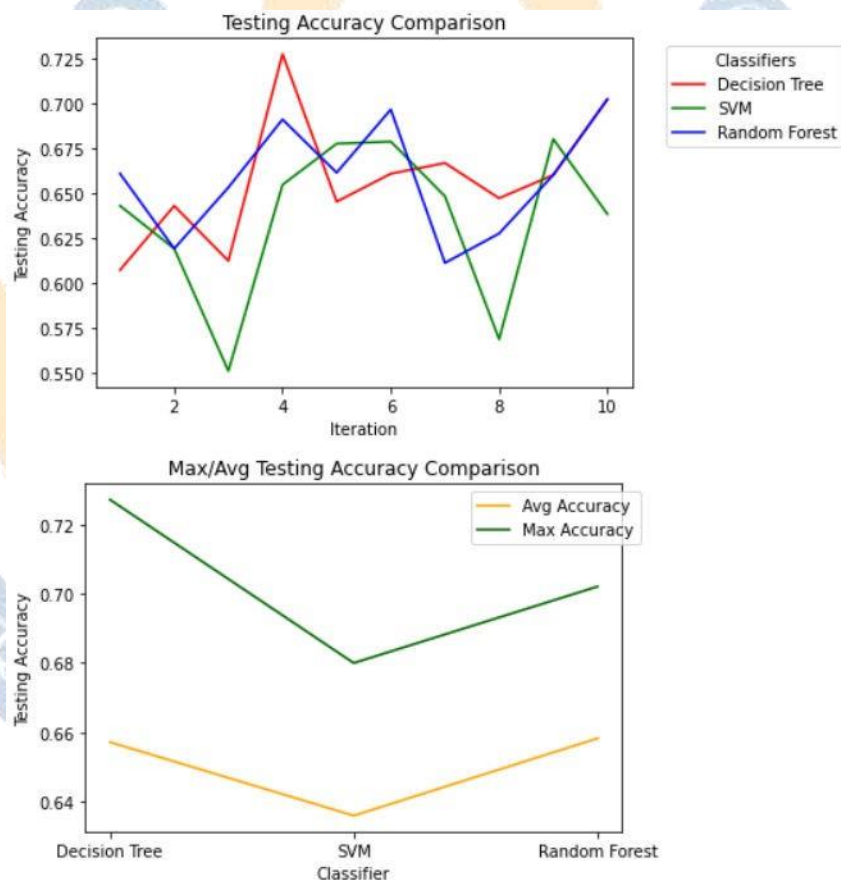 Testing Accuracy Comparison
0.725
0.700
0.675
0.650
0.625
0.600
0.575
0.550
Testing Accuracy
2 4 6 8 10
Iteration
Classifiers
Decision Tree
SVM
Random Forest
Max/Avg Testing Accuracy Comparison
Avg Accuracy
Max Accuracy
0.72
0.70
0.68
0.66
0.64
Testing Accuracy
Decision Tree SVM Random Forest
Classifier